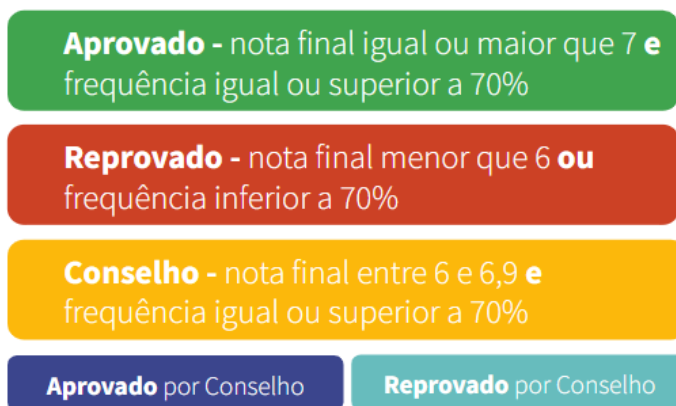 Aprovado - nota final igual ou maior que 7 e
frequência igual ou superior a 70%
Reprovado - nota final menor que 6 ou
frequência inferior a 70%
Conselho - nota final entre 6 e 6,9 e
frequência igual ou superior a 70%
Aprovado por Conselho
Reprovado por Conselho